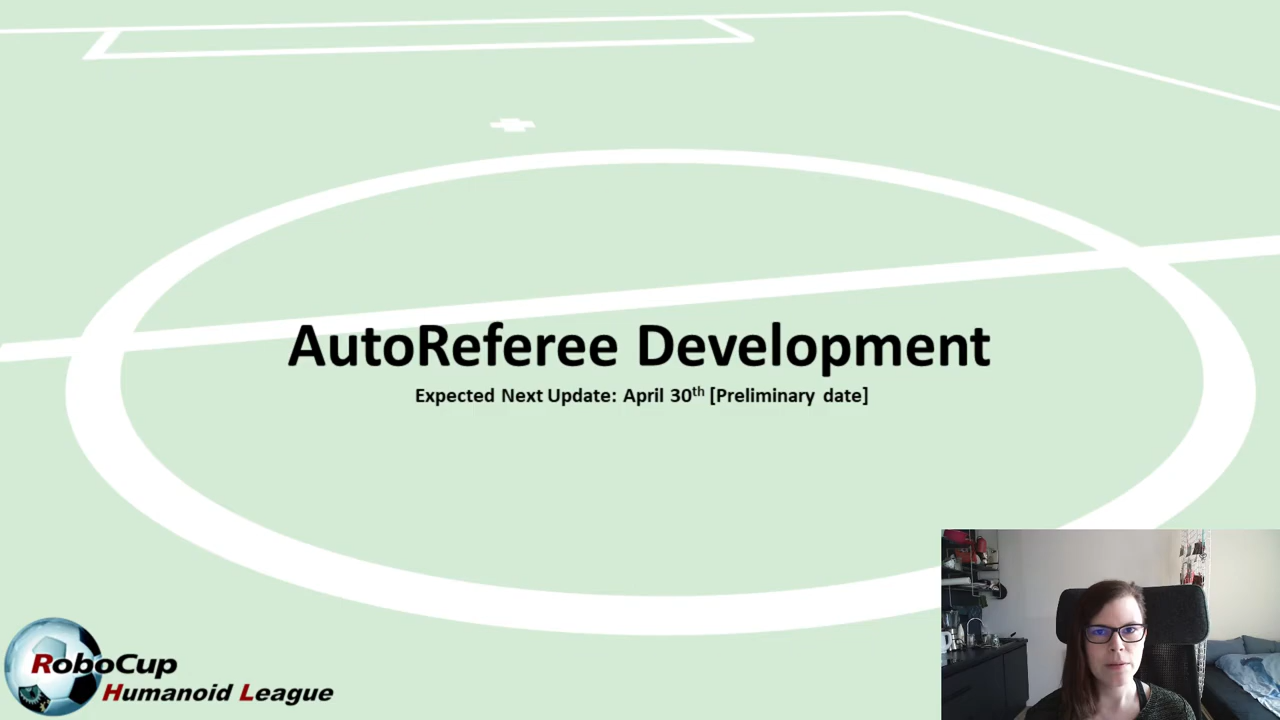 AutoReferee Development
Expected Next Update: April 30th [Preliminary date]
RoboCup
Humanoid League